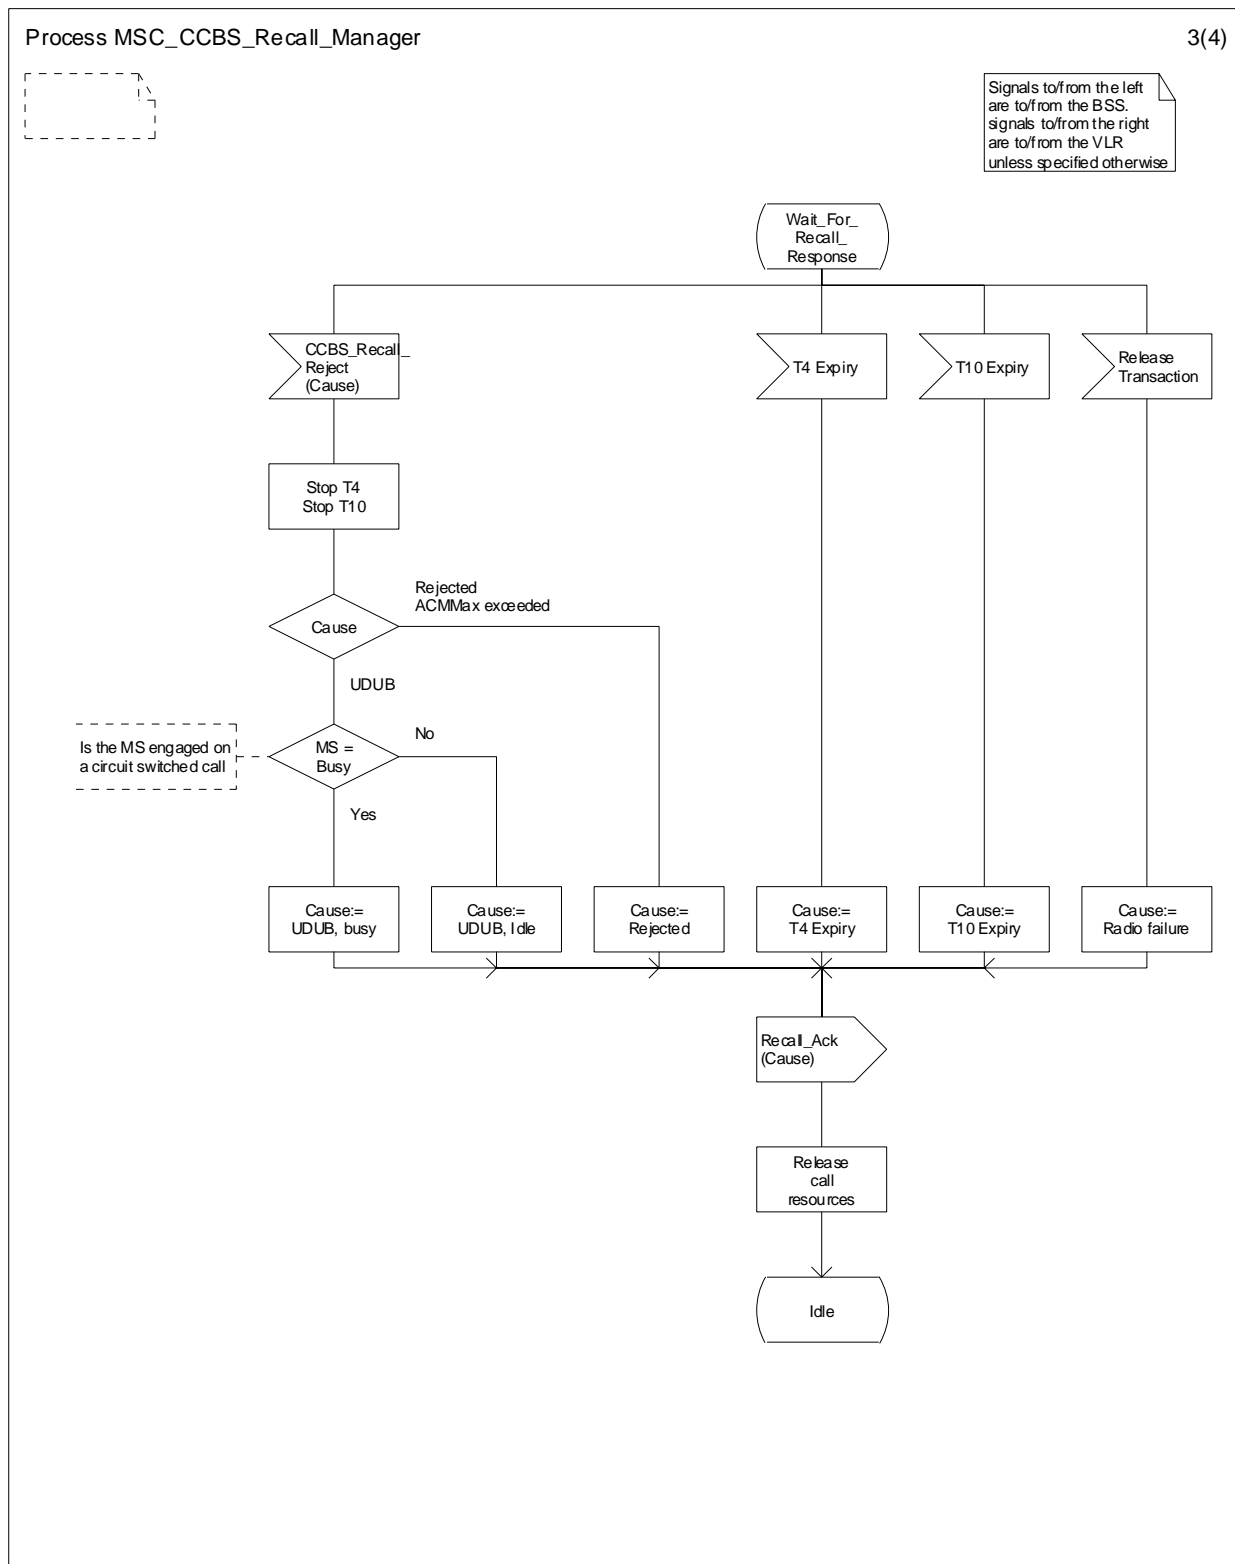 Process MSC_CCBS_Recall_Manager
3(4)
Signals to/from the left
are to/from the BSS.
signals to/from the right
are to/from the VLR
unless specified otherwise
Wait_For_
Recall_
Response
CCBS_Recall_
Reject
(Cause)
T4 Expiry
T10 Expiry
Release
Transaction
Stop T4
Stop T10
Rejected
ACMMax exceeded
Cause
UDUB
Is the MS engaged on
a circuit switched call
MS =
Busy
No
Yes
Cause:=
UDUB, busy
Cause:=
UDUB, Idle
Cause:=
Rejected
Cause:=
T4 Expiry
Cause:=
T10 Expiry
Cause:=
Radio failure
Recall_Ack
(Cause)
Release
call
resources
Idle